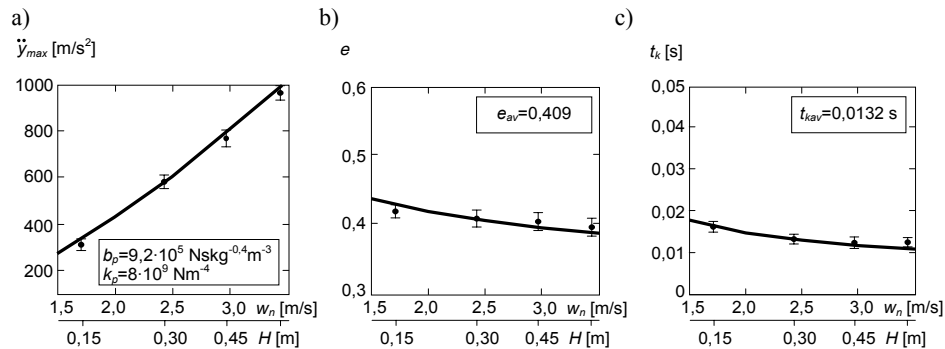 a)
ÿmax [m/s²]
1000
800
600
400
200
bp=9,2·10⁵ Nskg⁻⁰,⁴m⁻³
kp=8·10⁹ Nm⁻⁴
1,5 2,0 2,5 3,0 wn [m/s]
0,15 0,30 0,45 H [m]
b)
e
0,6
0,5
0,4
0,3
eav=0,409
1,5 2,0 2,5 3,0 wn [m/s]
0,15 0,30 0,45 H [m]
c)
tk [s]
0,05
0,04
0,03
0,02
0,01
0
tkav=0,0132 s
1,5 2,0 2,5 3,0 wn [m/s]
0,15 0,30 0,45 H [m]